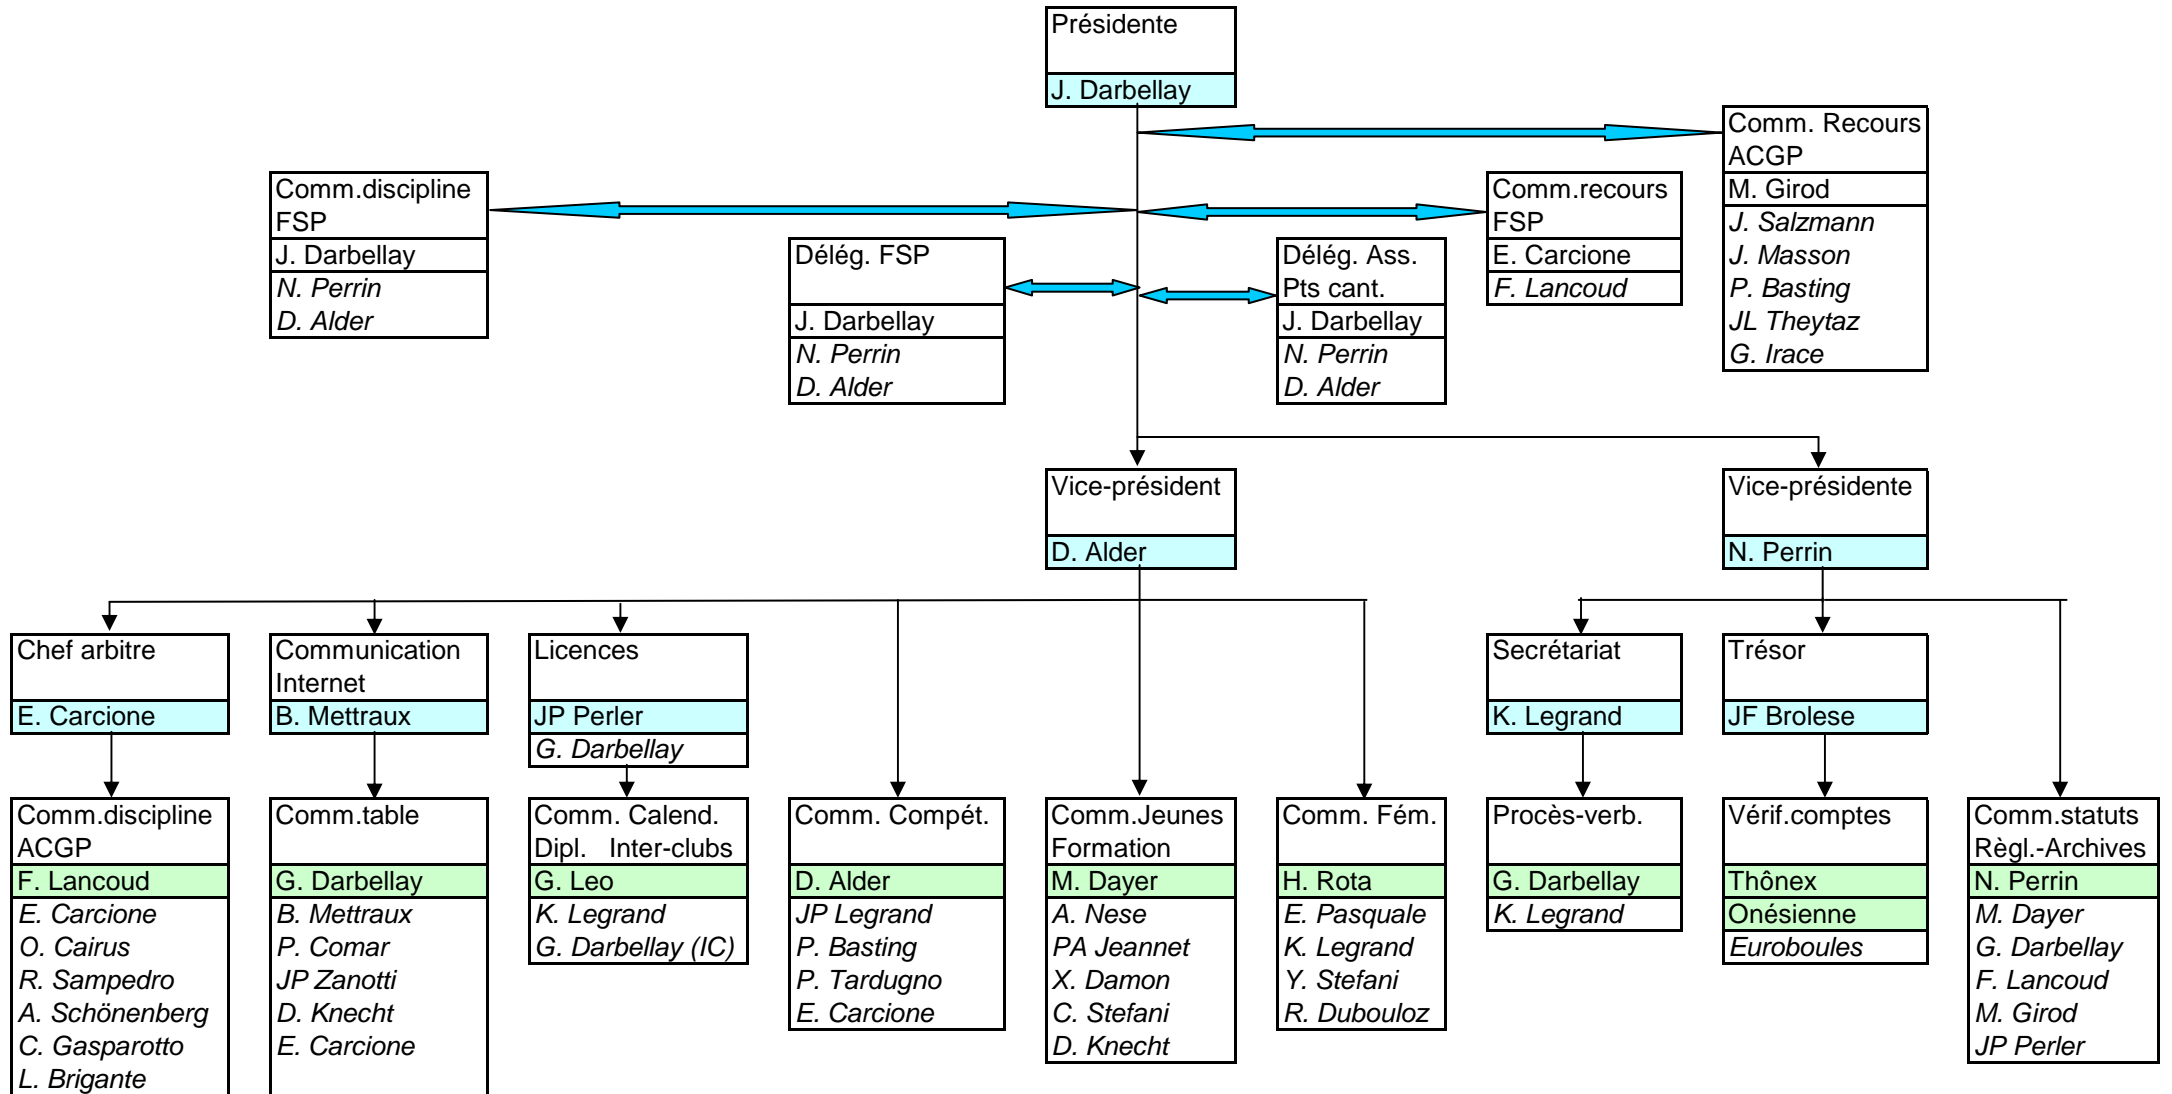 Présidente
J. Darbellay
Comm. Recours
ACGP
M. Girod
J. Salzmann
J. Masson
P. Basting
JL Theytaz
G. Irace
Comm.discipline
FSP
J. Darbellay
N. Perrin
D. Alder
Comm.recours
FSP
E. Carcione
F. Lancoud
Délég. FSP
J. Darbellay
N. Perrin
D. Alder
Délég. Ass.
Pts cant.
J. Darbellay
N. Perrin
D. Alder
Vice-président
D. Alder
Vice-présidente
N. Perrin
Chef arbitre
E. Carcione
Communication
Internet
B. Mettraux
Licences
JP Perler
G. Darbellay
Secrétariat
K. Legrand
Trésor
JF Brolese
Comm.discipline
ACGP
F. Lancoud
E. Carcione
O. Cairus
R. Sampedro
A. Schönenberg
C. Gasparotto
L. Brigante
Comm.table
G. Darbellay
B. Mettraux
P. Comar
JP Zanotti
D. Knecht
E. Carcione
Comm. Calend.
Dipl. Inter-clubs
G. Leo
K. Legrand
G. Darbellay (IC)
Comm. Compét.
D. Alder
JP Legrand
P. Basting
P. Tardugno
E. Carcione
Comm.Jeunes
Formation
M. Dayer
A. Nese
PA Jeannet
X. Damon
C. Stefani
D. Knecht
Comm. Fém.
H. Rota
E. Pasquale
K. Legrand
Y. Stefani
R. Dubouloz
Procès-verb.
G. Darbellay
K. Legrand
Vérif.comptes
Thônex
Onésienne
Euroboules
Comm.statuts
Règl.-Archives
N. Perrin
M. Dayer
G. Darbellay
F. Lancoud
M. Girod
JP Perler